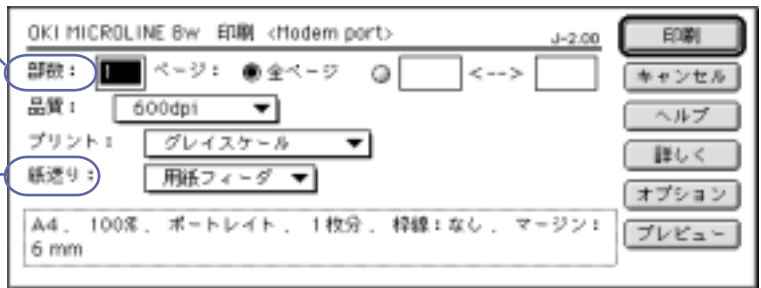 OKI MICROLINE 8w 印刷 <Modem port> J-2.00
部数： 1 ページ： 全ページ <-->
品質： 600dpi
プリント： グレイスケール
紙送り： 用紙フィーダ
A4、 100%、 ポートレイト、 1枚分、 枠線：なし、 マージン：
6 mm
印刷
キャンセル
ヘルプ
詳しく
オプション
プレビュー